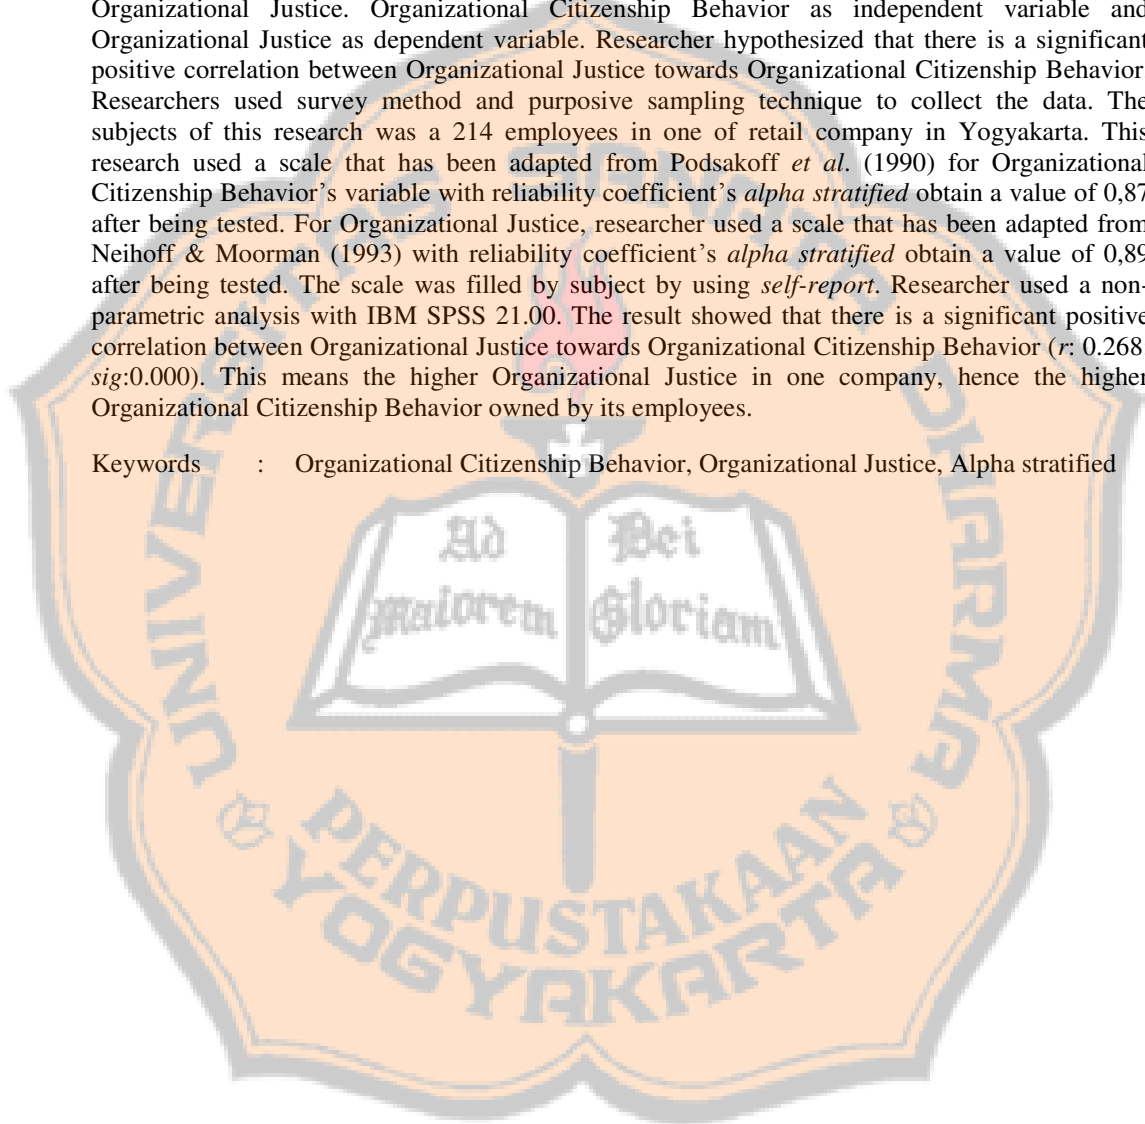 Organizational Justice. Organizational Citizenship Behavior as independent variable and
Organizational Justice as dependent variable. Researcher hypothesized that there is a significant
positive correlation between Organizational Justice towards Organizational Citizenship Behavior
Researchers used survey method and purposive sampling technique to collect the data. The
subjects of this research was a 214 employees in one of retail company in Yogyakarta. This
research used a scale that has been adapted from Podsakoff et al. (1990) for Organizational
Citizenship Behavior's variable with reliability coefficient's alpha stratified obtain a value of 0,87
after being tested. For Organizational Justice, researcher used a scale that has been adapted from
Neihoff & Moorman (1993) with reliability coefficient's alpha stratified obtain a value of 0,89
after being tested. The scale was filled by subject by using self-report. Researcher used a non-
parametric analysis with IBM SPSS 21.00. The result showed that there is a significant positive
correlation between Organizational Justice towards Organizational Citizenship Behavior (r: 0.268
sig:0.000). This means the higher Organizational Justice in one company, hence the higher
Organizational Citizenship Behavior owned by its employees.
Keywords : Organizational Citizenship Behavior, Organizational Justice, Alpha stratified
UNIVERSITAS SANATA DHARMA
Ad Dei
Maiorem Gloriam
PERPUSTAKAAN
YOGYAKARTA